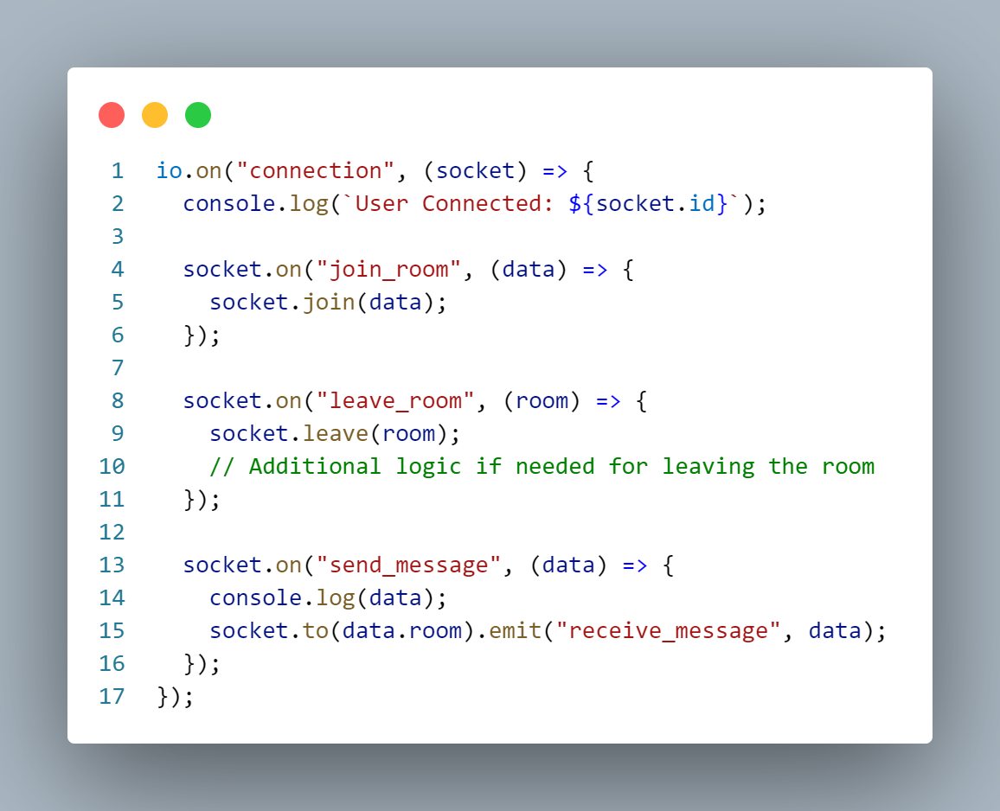 1 io.on("connection", (socket) => {
2   console.log(`User Connected: ${socket.id}`);
3
4   socket.on("join_room", (data) => {
5     socket.join(data);
6   });
7
8   socket.on("leave_room", (room) => {
9     socket.leave(room);
10     // Additional logic if needed for leaving the room
11   });
12
13   socket.on("send_message", (data) => {
14     console.log(data);
15     socket.to(data.room).emit("receive_message", data);
16   });
17 });